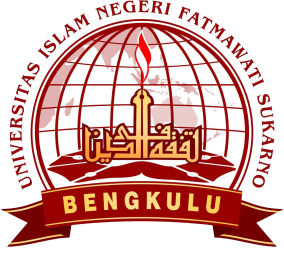 UNIVERSITAS ISLAM NEGERI FATMAWATI SUKARNO
BENGKULU